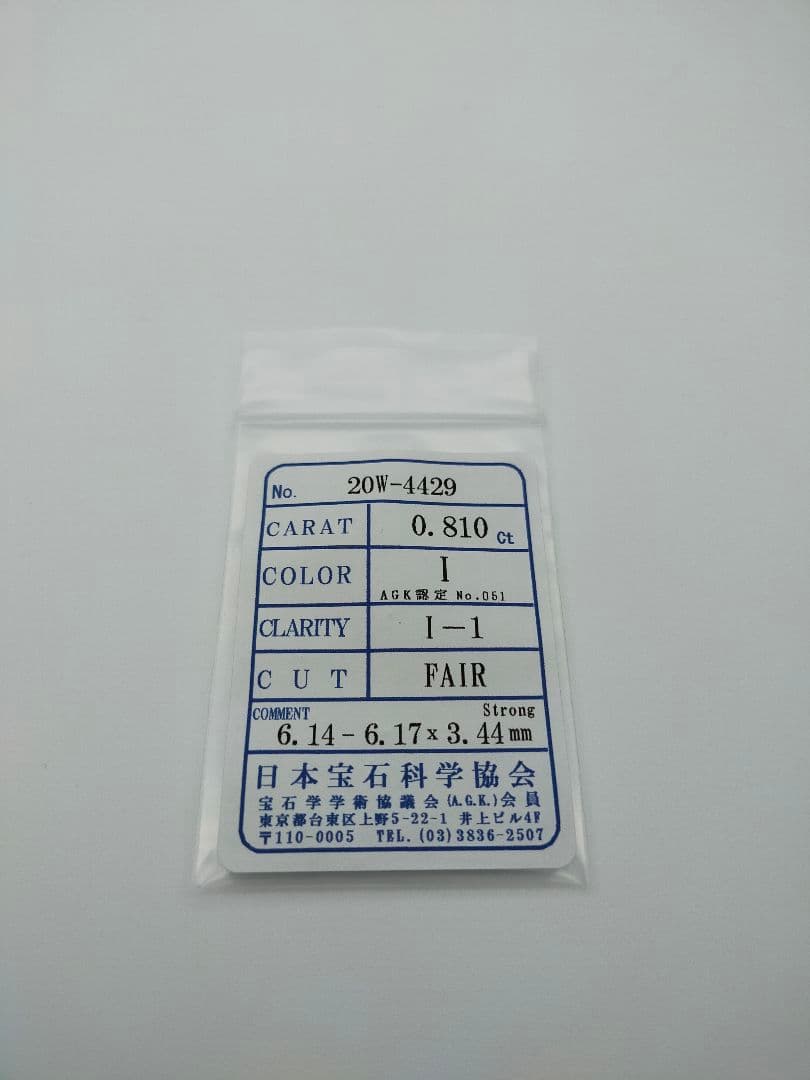 No. 20W-4429
CARAT 0.810 Ct
COLOR I
AGK認定 No.051
CLARITY I-1
CUT FAIR
COMMENT Strong
6.14-6.17x3.44mm
日本宝石科学協会
宝石学学術協議会(A.G.K.)会員
東京都台東区上野5-22-1 井上ビル4F
〒110-0005 TEL.(03)3836-2507